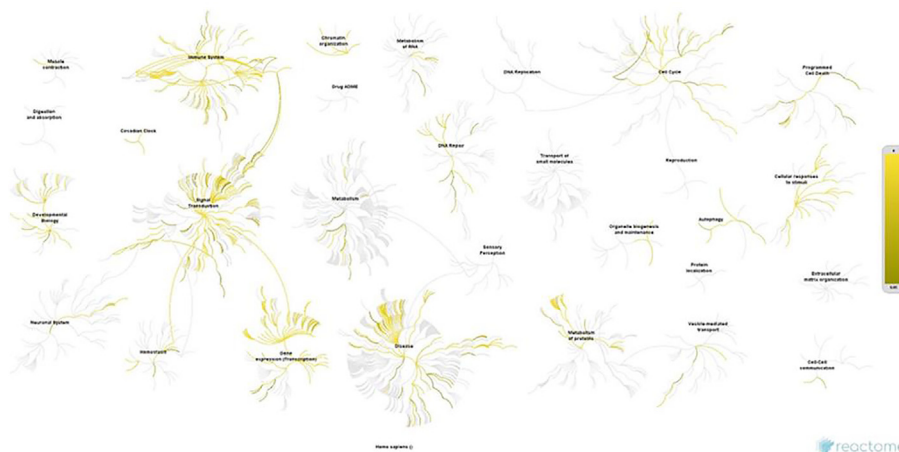 Muscle
contraction
Immune System
Chromatin
organization
Metabolism
of RNA
DNA Replication
Cell Cycle
Programmed
Cell Death
Drug ADME
Digestion
and absorption
Circadian Clock
DNA Repair
Transport of
small molecules
Reproduction
Cellular responses
to stimuli
Developmental
Biology
Signal
Transduction
Metabolism
Autophagy
Organelle biogenesis
and maintenance
Sensory
Perception
Protein
localization
Extracellular
matrix organization
Neuronal System
Hemostasis
Gene
expression (Transcription)
Disease
Metabolism
of proteins
Vesicle-mediated
transport
Cell-Cell
communication
Homo sapiens ()
reactome